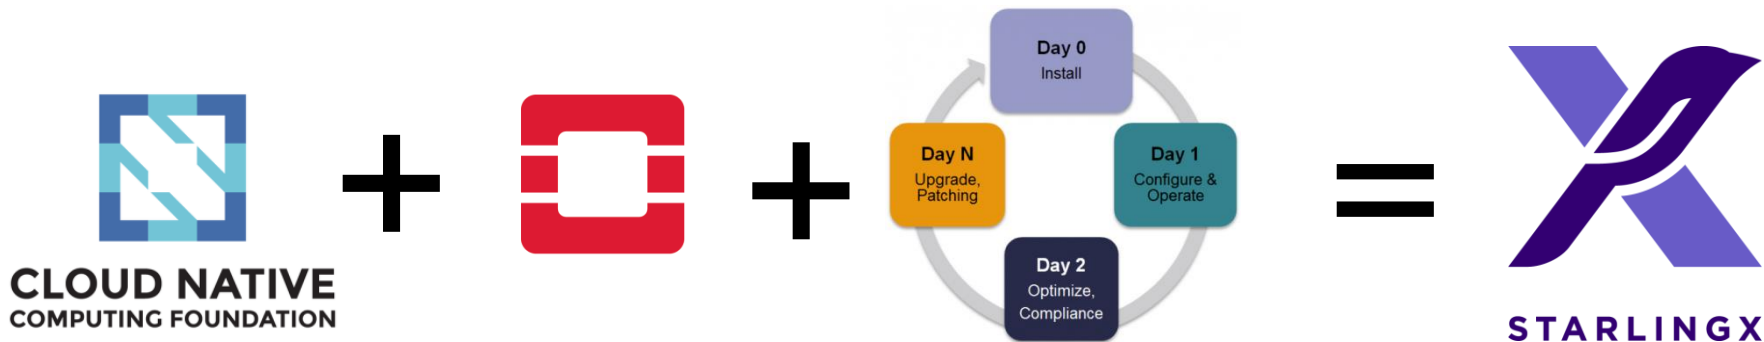 CLOUD NATIVE
COMPUTING FOUNDATION
+
+
Day 0
Install
Day 1
Configure &
Operate
Day 2
Optimize,
Compliance
Day N
Upgrade,
Patching
=
STARLINGX